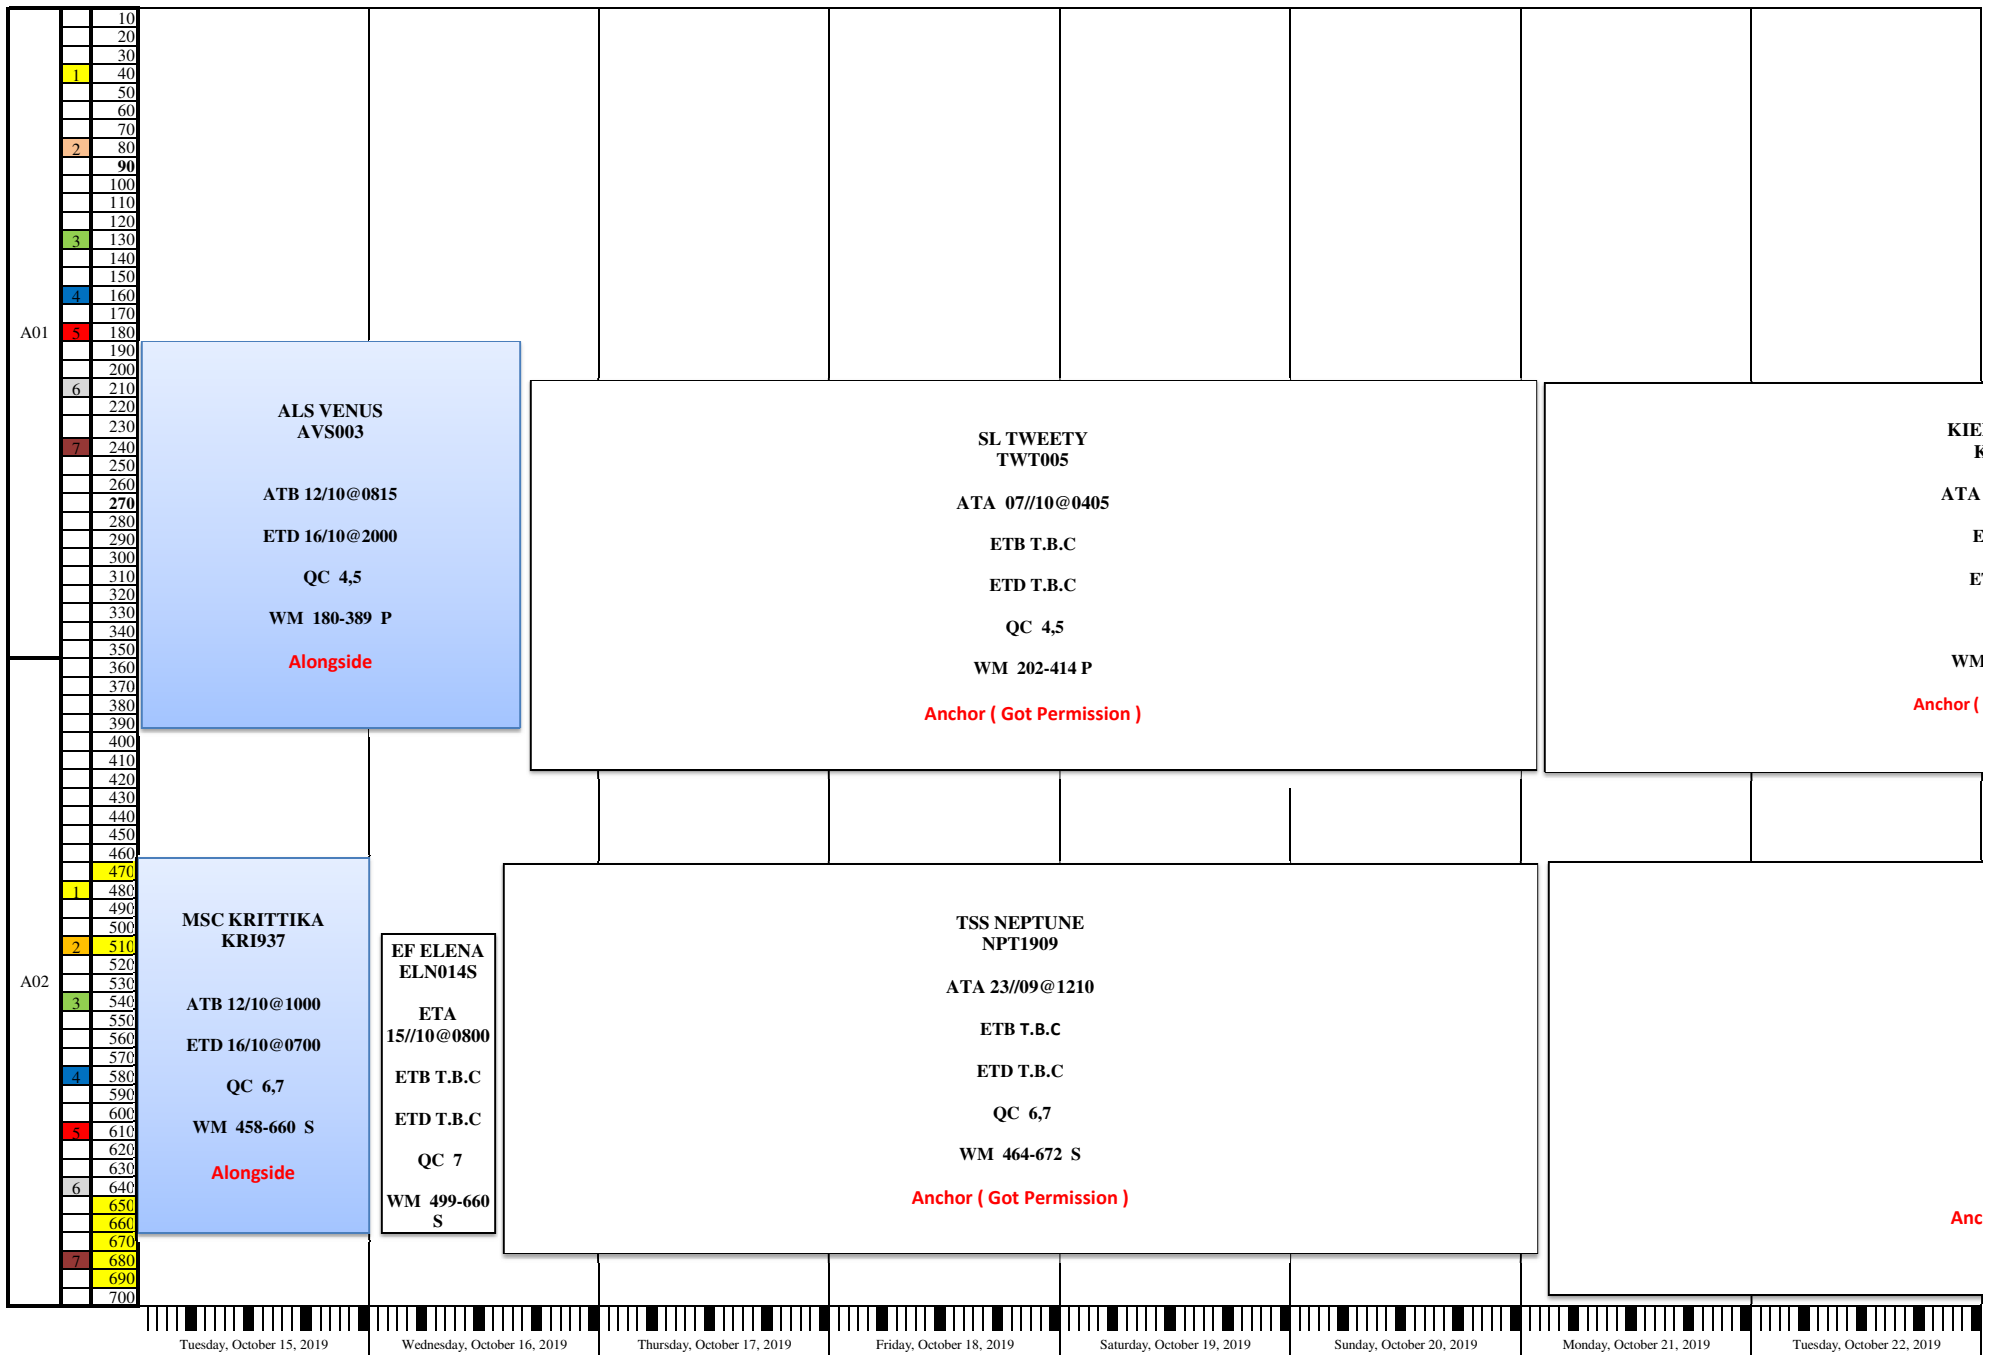 A01
A02
1
2
3
4
5
6
7
1
2
3
4
5
6
7
10
20
30
40
50
60
70
80
90
100
110
120
130
140
150
160
170
180
190
200
210
220
230
240
250
260
270
280
290
300
310
320
330
340
350
360
370
380
390
400
410
420
430
440
450
460
470
480
490
500
510
520
530
540
550
560
570
580
590
600
610
620
630
640
650
660
670
680
690
700
ALS VENUS
AVS003
ATB 12/10@0815
ETD 16/10@2000
QC 4,5
WM 180-389 P
Alongside
SL TWEETY
TWT005
ATA 07//10@0405
ETB T.B.C
ETD T.B.C
QC 4,5
WM 202-414 P
Anchor ( Got Permission )
KIE
K
ATA
E
ET
WM
Anchor (
MSC KRITTIKA
KRI937
ATB 12/10@1000
ETD 16/10@0700
QC 6,7
WM 458-660 S
Alongside
EF ELENA
ELN014S
ETA
15//10@0800
ETB T.B.C
ETD T.B.C
QC 7
WM 499-660
S
TSS NEPTUNE
NPT1909
ATA 23//09@1210
ETB T.B.C
ETD T.B.C
QC 6,7
WM 464-672 S
Anchor ( Got Permission )
Anc
Tuesday, October 15, 2019
Wednesday, October 16, 2019
Thursday, October 17, 2019
Friday, October 18, 2019
Saturday, October 19, 2019
Sunday, October 20, 2019
Monday, October 21, 2019
Tuesday, October 22, 2019